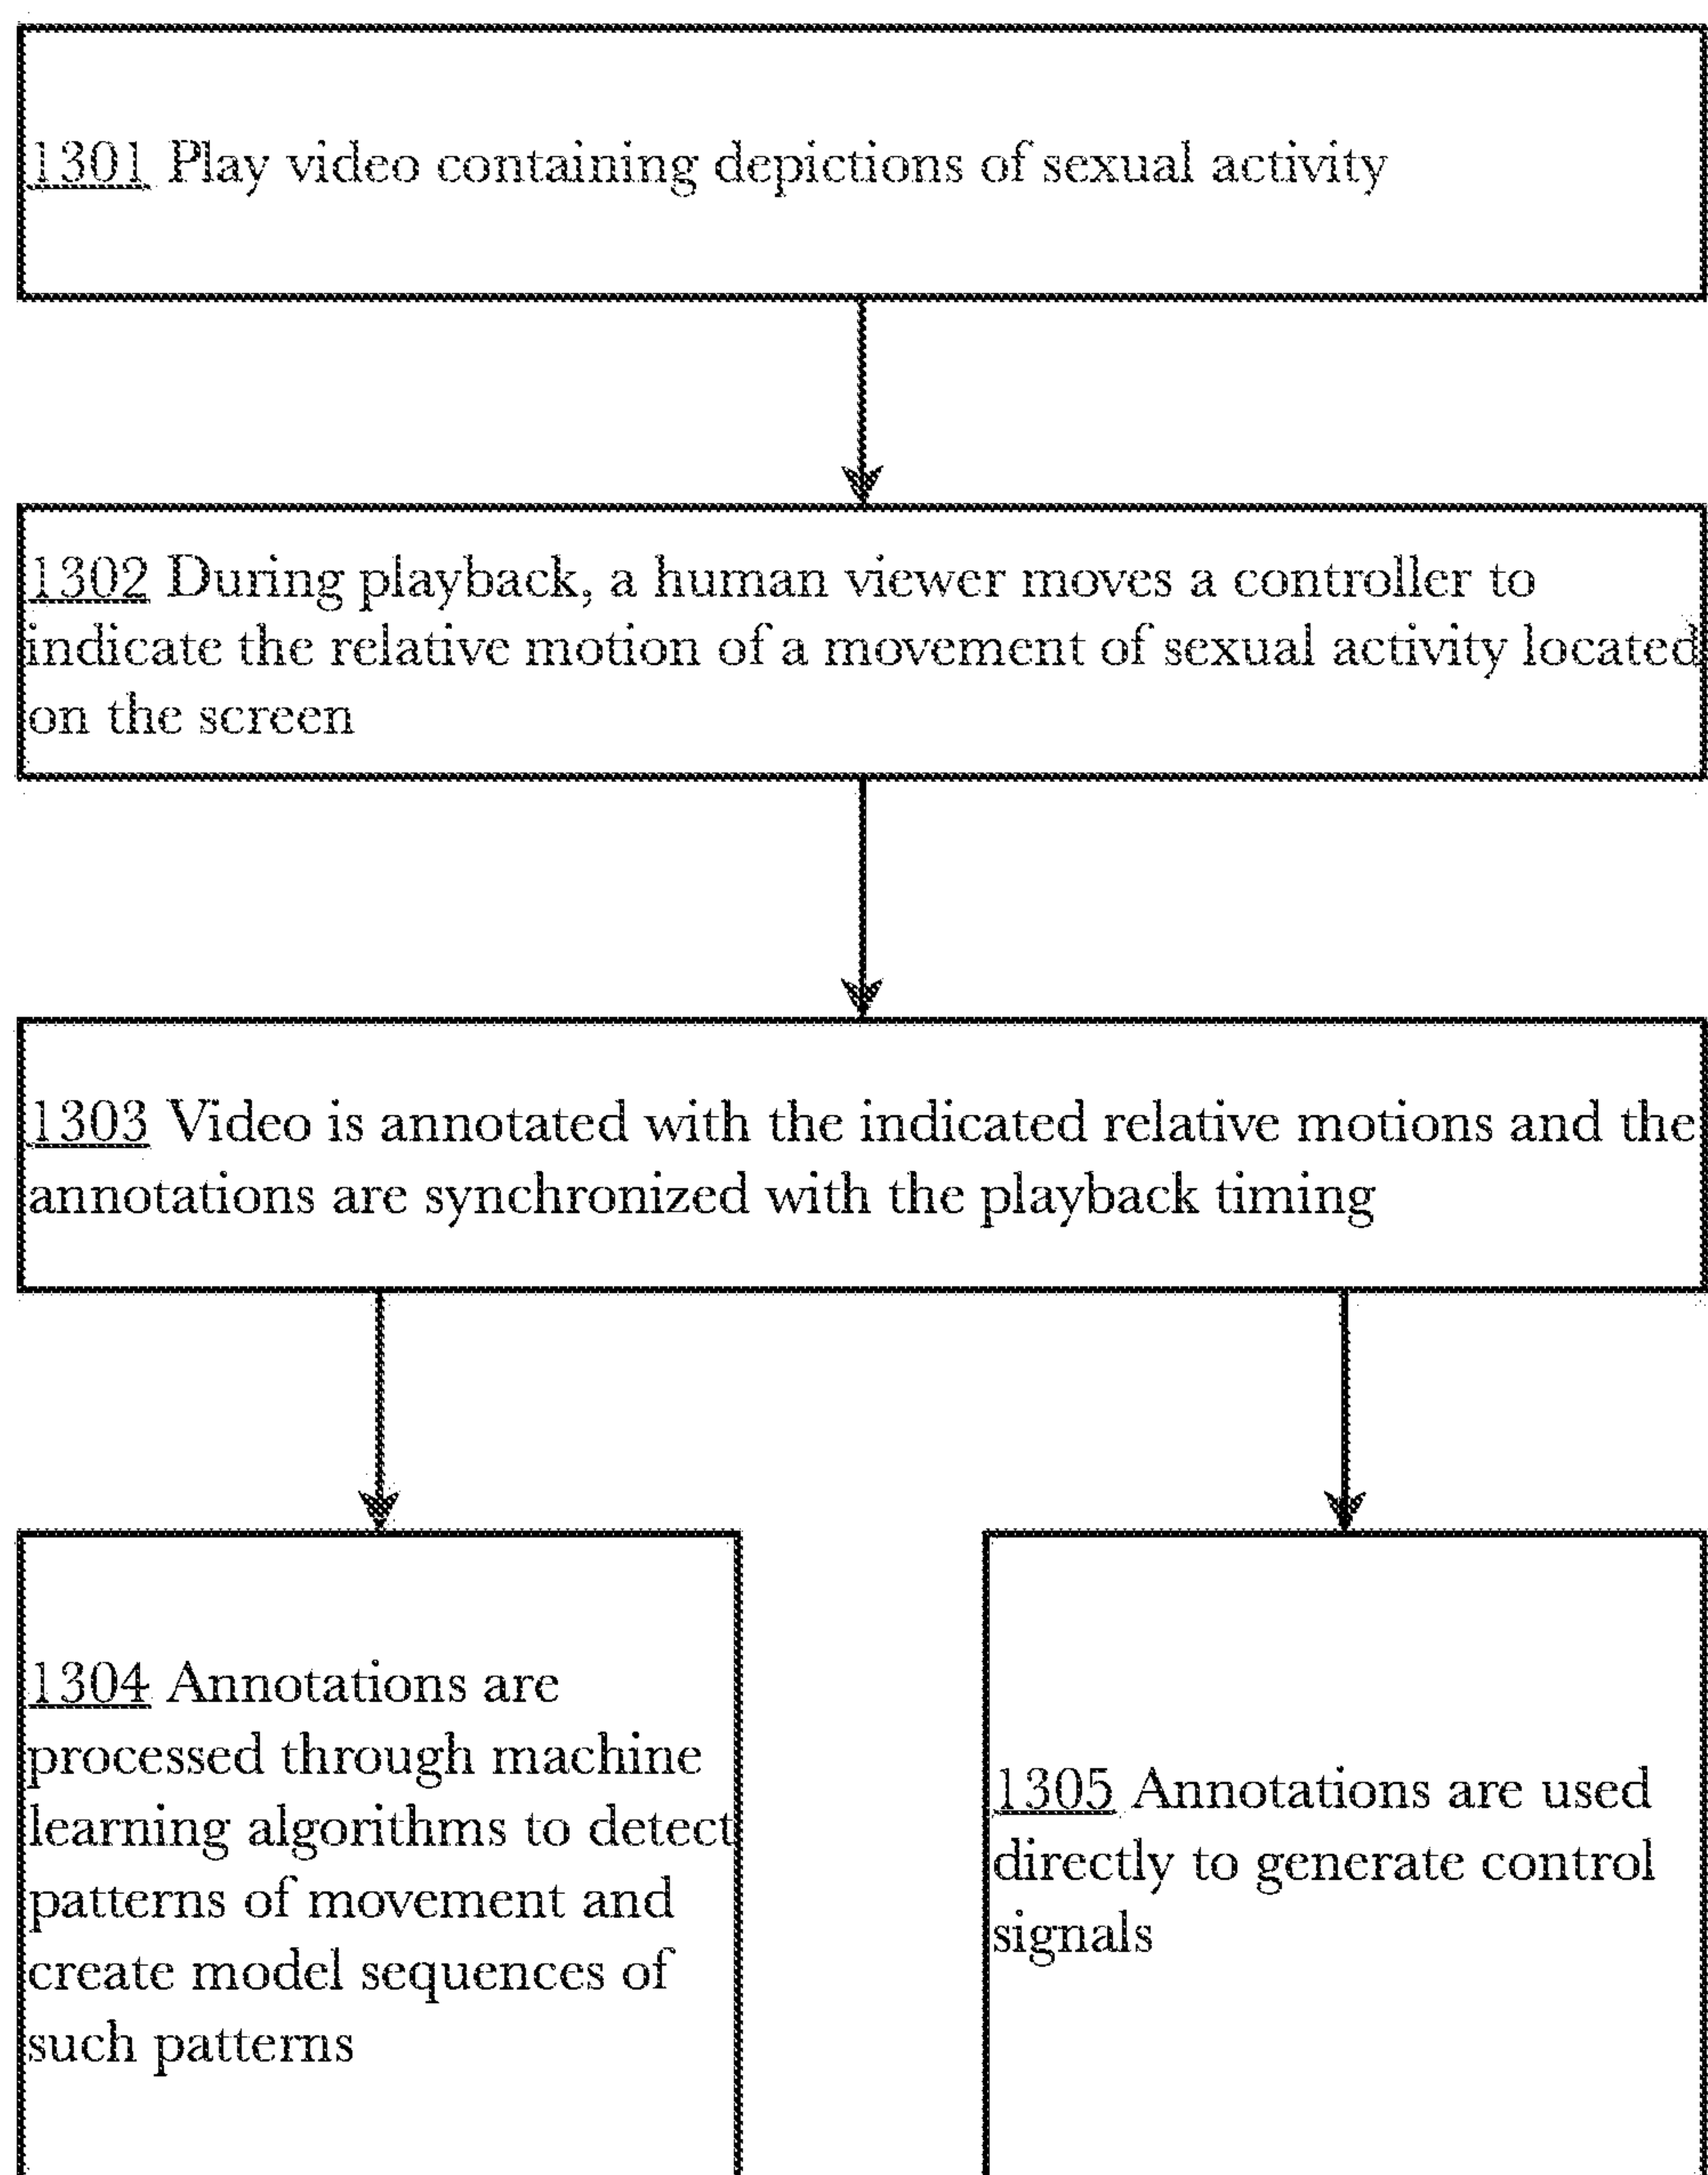 1301 Play video containing depictions of sexual activity
1302 During playback, a human viewer moves a controller to
indicate the relative motion of a movement of sexual activity located
on the screen
1303 Video is annotated with the indicated relative motions and the
annotations are synchronized with the playback timing
1304 Annotations are
processed through machine
learning algorithms to detect
patterns of movement and
create model sequences of
such patterns
1305 Annotations are used
directly to generate control
signals